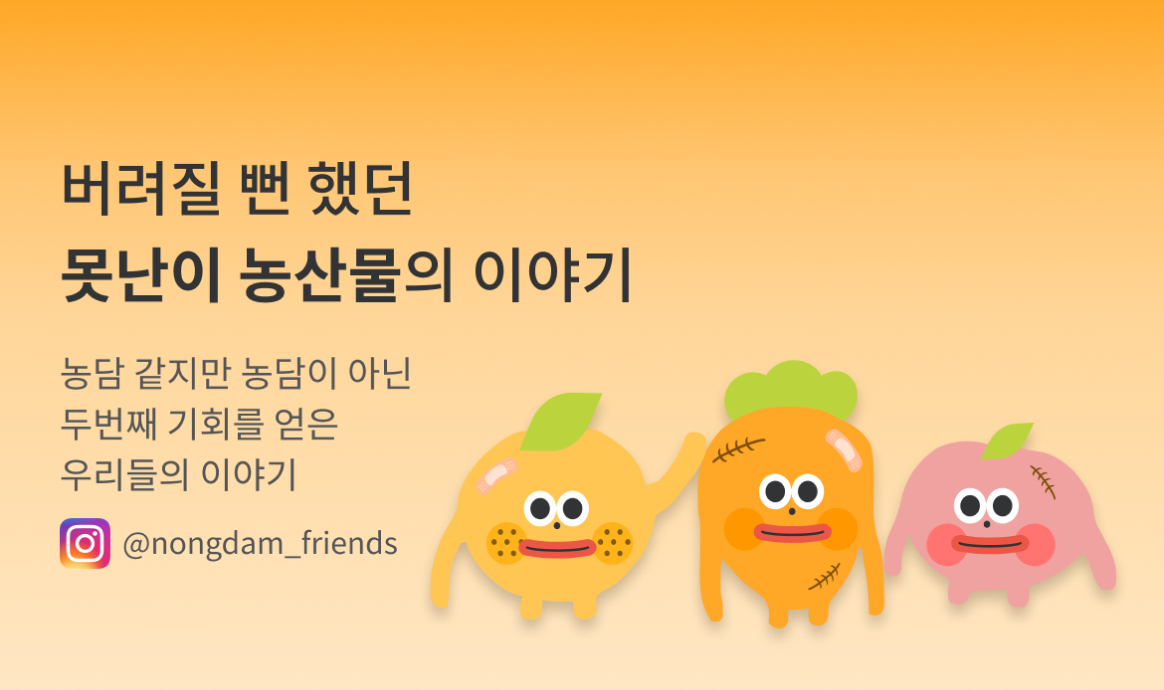 버려질 뻔 했던
못난이 농산물의 이야기
농담 같지만 농담이 아닌
두번째 기회를 얻은
우리들의 이야기
@nongdam_friends